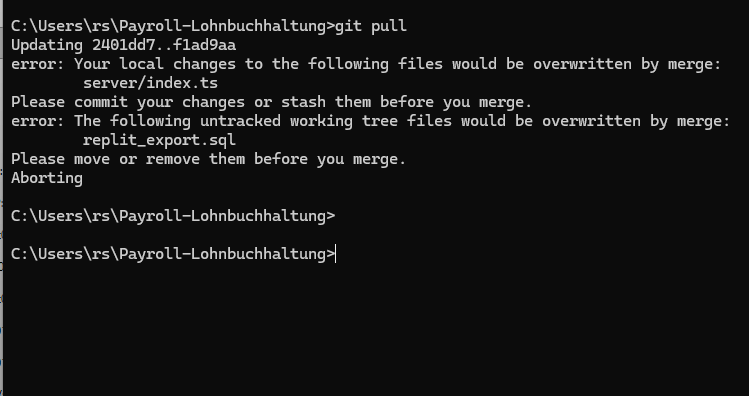 C:\Users\rs\Payroll-Lohnbuchhaltung>git pull
Updating 2401dd7..f1ad9aa
error: Your local changes to the following files would be overwritten by merge:
        server/index.ts
Please commit your changes or stash them before you merge.
error: The following untracked working tree files would be overwritten by merge:
        replit_export.sql
Please move or remove them before you merge.
Aborting
C:\Users\rs\Payroll-Lohnbuchhaltung>
C:\Users\rs\Payroll-Lohnbuchhaltung>